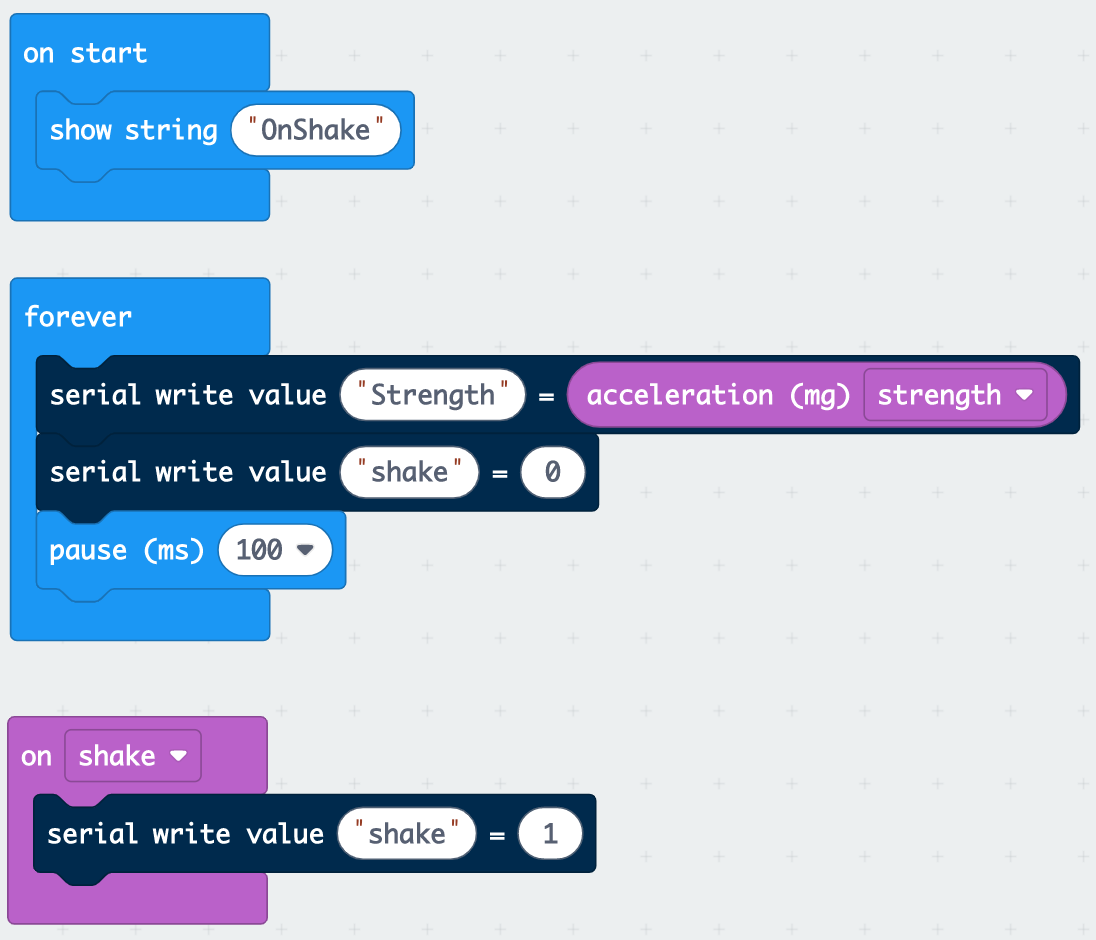 on start
show string "OnShake"
forever
serial write value "Strength" = acceleration (mg) strength
serial write value "shake" = 0
pause (ms) 100
on shake
serial write value "shake" = 1